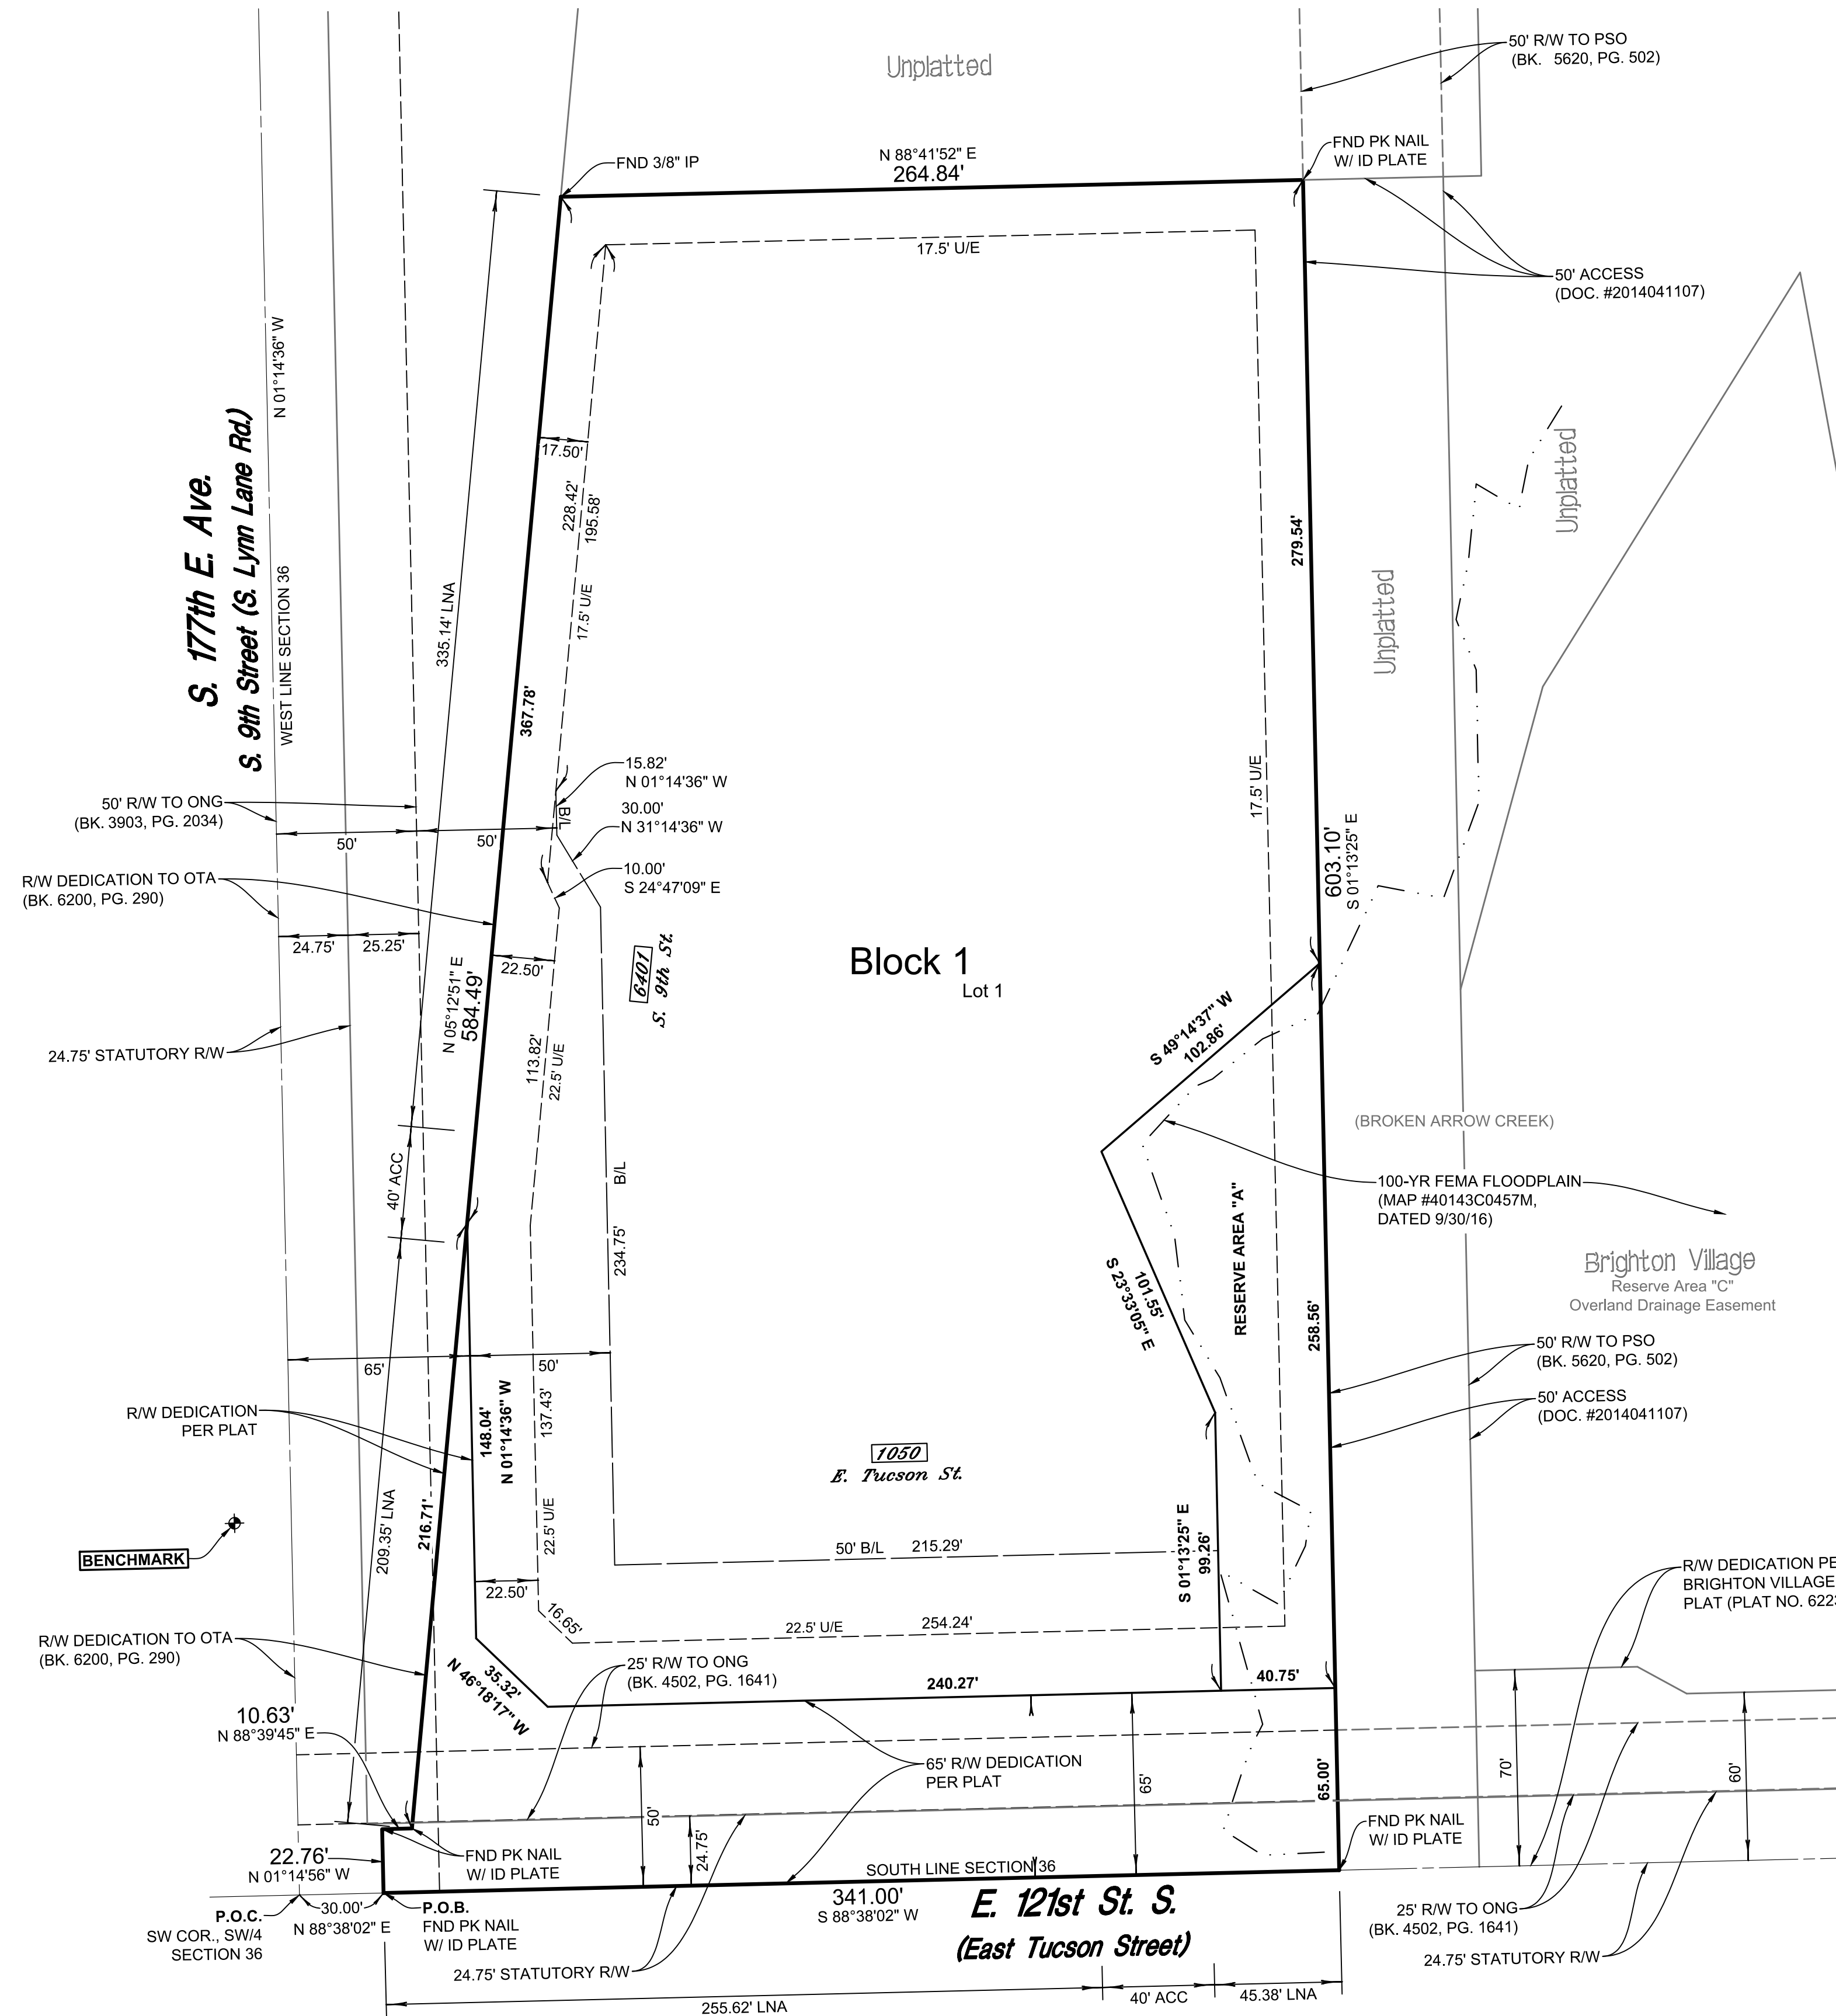 Unplatted
50' R/W TO PSO
(BK. 5620, PG. 502)
FND 3/8" IP
N 88°41'52" E
264.84'
FND PK NAIL
W/ ID PLATE
17.5' U/E
50' ACCESS
(DOC. #2014041107)
N 01°14'36" W
WEST LINE SECTION 36
S. 177th E. Ave.
S. 9th Street (S. Lynn Lane Rd.)
335.14' LNA
17.50'
228.42'
195.58'
17.5' U/E
367.78'
279.54'
Unplatted
Unplatted
17.5' U/E
603.10'
S 01°13'25" E
15.82'
N 01°14'36" W
30.00'
N 31°14'36" W
B/L
10.00'
S 24°47'09" E
50' R/W TO ONG
(BK. 3903, PG. 2034)
50'
50'
R/W DEDICATION TO OTA
(BK. 6200, PG. 290)
24.75'
25.25'
22.50'
N 05°12'51" E
584.49'
6401
S. 9th St.
Block 1
Lot 1
24.75' STATUTORY R/W
113.82'
22.5' U/E
S 49°14'37" W
102.86'
(BROKEN ARROW CREEK)
40' ACC
B/L
234.75'
100-YR FEMA FLOODPLAIN
(MAP #40143C0457M,
DATED 9/30/16)
RESERVE AREA "A"
101.55'
S 23°33'05" E
258.56'
Brighton Village
Reserve Area "C"
Overland Drainage Easement
50' R/W TO PSO
(BK. 5620, PG. 502)
50' ACCESS
(DOC. #2014041107)
65'
50'
R/W DEDICATION
PER PLAT
148.04'
N 01°14'36" W
137.43'
22.5' U/E
1050
E. Tucson St.
209.35' LNA
216.71'
BENCHMARK
50' B/L 215.29'
S 01°13'25" E
99.26'
22.50'
16.65'
22.5' U/E 254.24'
R/W DEDICATION PE
BRIGHTON VILLAGE
PLAT (PLAT NO. 622
R/W DEDICATION TO OTA
(BK. 6200, PG. 290)
35.32'
N 46°18'17" W
25' R/W TO ONG
(BK. 4502, PG. 1641)
240.27'
40.75'
10.63'
N 88°39'45" E
65' R/W DEDICATION
PER PLAT
50'
24.75'
65'
65.00'
70'
60'
FND PK NAIL
W/ ID PLATE
22.76'
N 01°14'56" W
FND PK NAIL
W/ ID PLATE
SOUTH LINE SECTION 36
341.00'
S 88°38'02" W
E. 121st St. S.
(East Tucson Street)
P.O.C.
SW COR., SW/4
SECTION 36
30.00'
N 88°38'02" E
P.O.B.
FND PK NAIL
W/ ID PLATE
24.75' STATUTORY R/W
25' R/W TO ONG
(BK. 4502, PG. 1641)
24.75' STATUTORY R/W
255.62' LNA
40' ACC
45.38' LNA